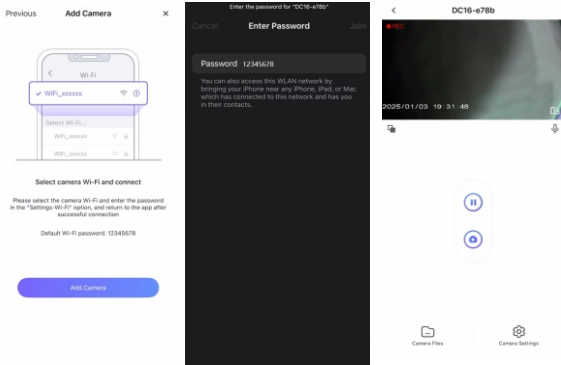 Previous
Add Camera
×
Wi-Fi
WiFi_xxxxxx
Select Wi-Fi...
WiFi_xxxxxx
WiFi_xxxxxx
Select camera Wi-Fi and connect
Please select the camera Wi-Fi and enter the password
in the "Settings-Wi-Fi" option, and return to the app after
successful connection
Default Wi-Fi password: 12345678
Add Camera
Enter the password for "DC16-e78b"
Cancel
Enter Password
Join
Password 12345678
You can also access this WLAN network by
bringing your iPhone near any iPhone, iPad, or Mac
which has connected to this network and has you
in their contacts.
DC16-e78b
REC
2025/01/03 19:31:48
Camera Files
Camera Settings